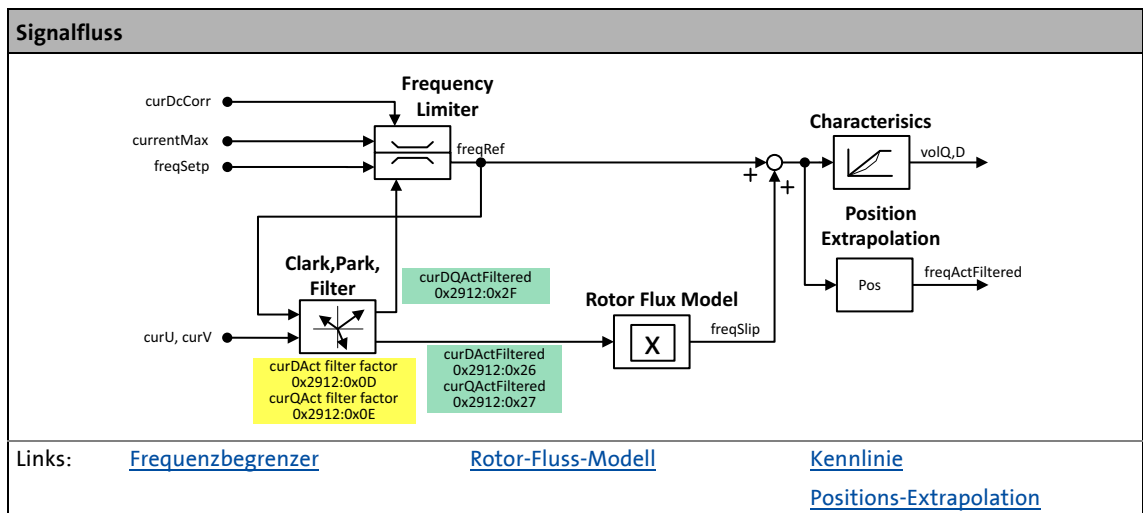 Signalfluss
Frequency
Limiter
curDcCorr
currentMax
freqSetp
freqRef
Characterisics
volQ,D
+
+
Position
Extrapolation
Pos
freqActFiltered
Clark,Park,
Filter
curDQActFiltered
0x2912:0x2F
Rotor Flux Model
X
freqSlip
curU, curV
curDActFiltered
0x2912:0x26
curQActFiltered
0x2912:0x27
curDAct filter factor
0x2912:0x0D
curQAct filter factor
0x2912:0x0E
Links: Frequenzbegrenzer Rotor-Fluss-Modell Kennlinie
Positions-Extrapolation